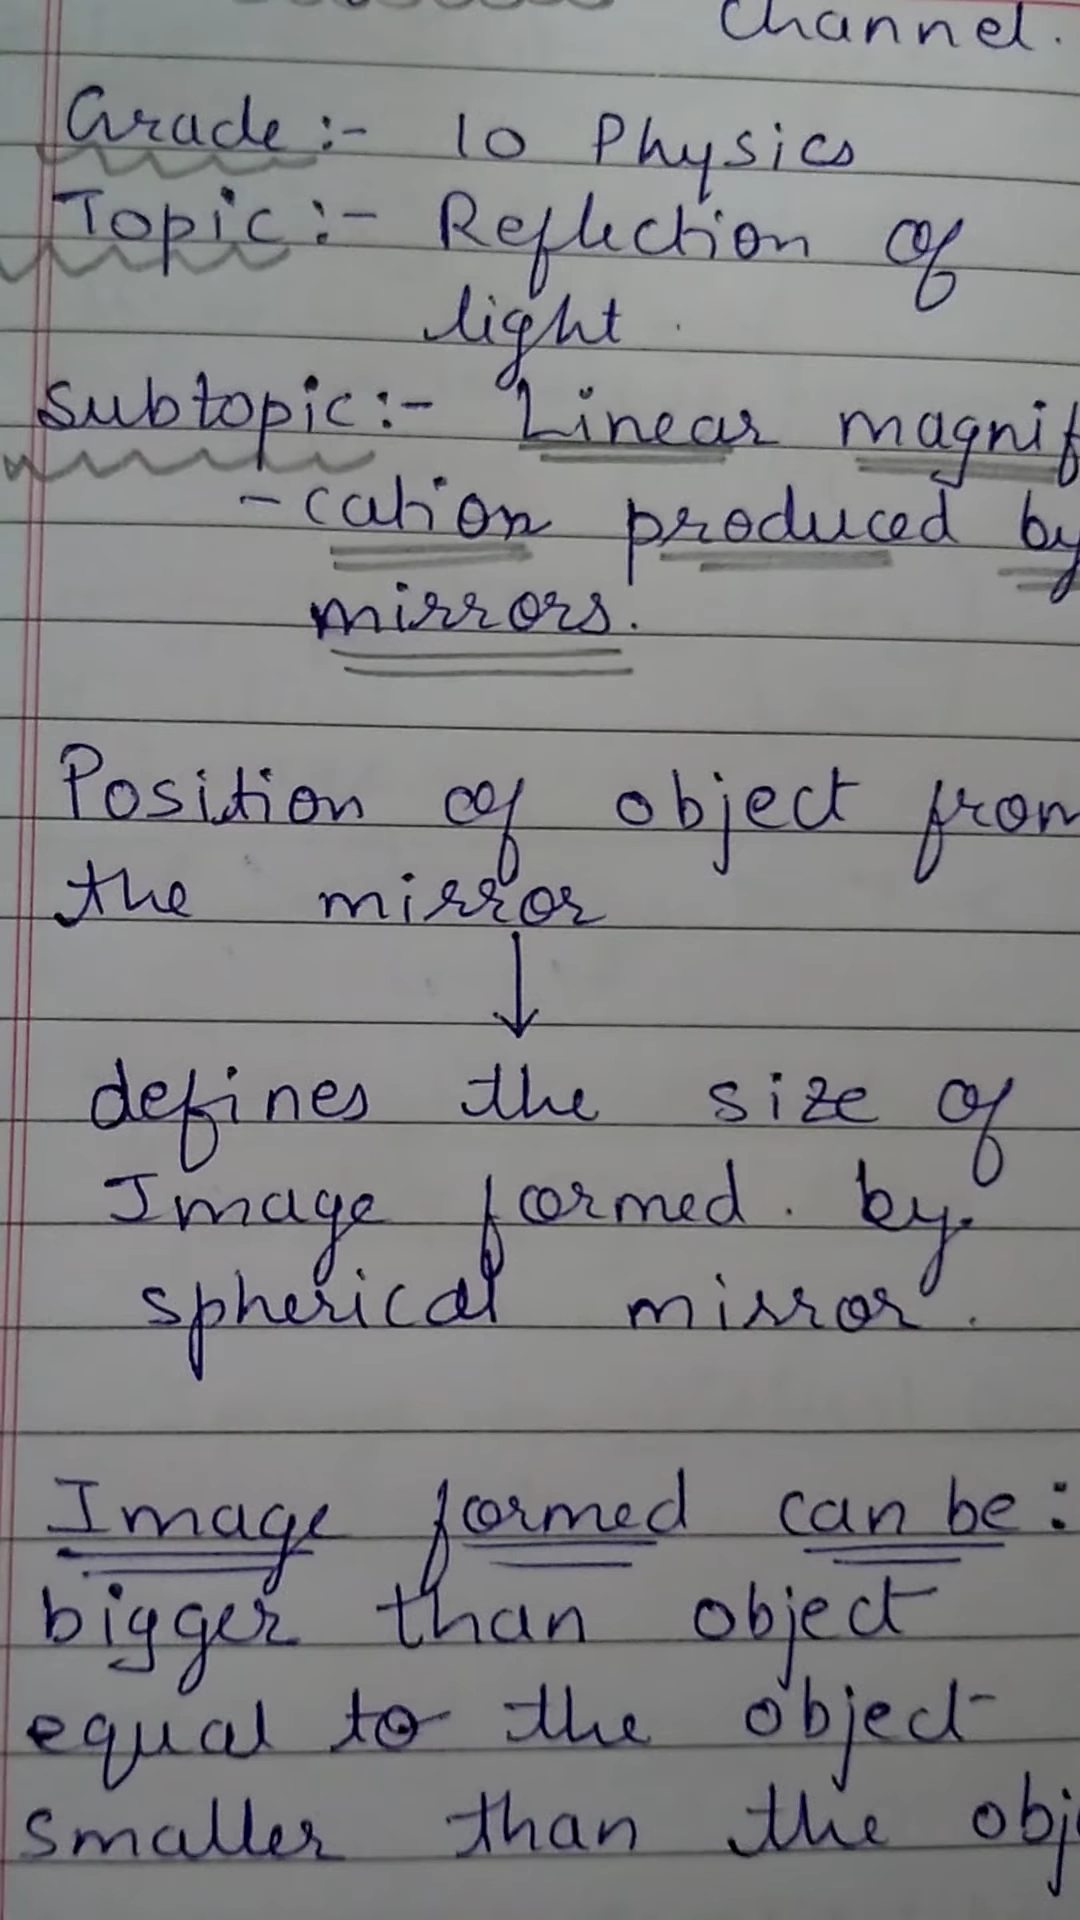 Channel.
Grade:- 10 Physics
Topic:- Reflection of
light.
Subtopic:- Linear magnif
-cation produced by
mirrors.
Position of object from
the mirror
↓
defines the size of
Image formed. by
spherical mirror.
Image formed can be:
bigger than object
equal to the object
smaller than the obj